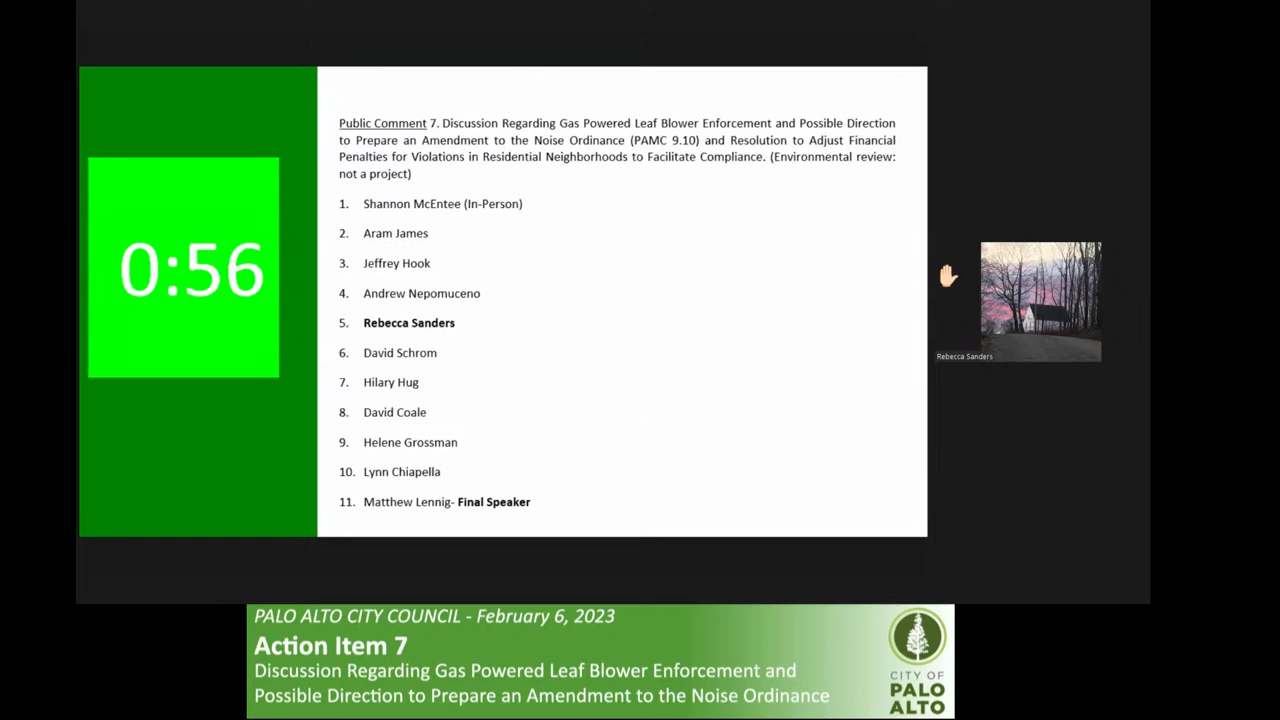 0:56
Public Comment 7. Discussion Regarding Gas Powered Leaf Blower Enforcement and Possible Direction
to Prepare an Amendment to the Noise Ordinance (PAMC 9.10) and Resolution to Adjust Financial
Penalties for Violations in Residential Neighborhoods to Facilitate Compliance. (Environmental review:
not a project)
1. Shannon McEntee (In-Person)
2. Aram James
3. Jeffrey Hook
4. Andrew Nepomuceno
5. Rebecca Sanders
6. David Schrom
7. Hilary Hug
8. David Coale
9. Helene Grossman
10. Lynn Chiapella
11. Matthew Lennig- Final Speaker
Rebecca Sanders
PALO ALTO CITY COUNCIL - February 6, 2023
Action Item 7
Discussion Regarding Gas Powered Leaf Blower Enforcement and
Possible Direction to Prepare an Amendment to the Noise Ordinance
CITY OF
PALO
ALTO